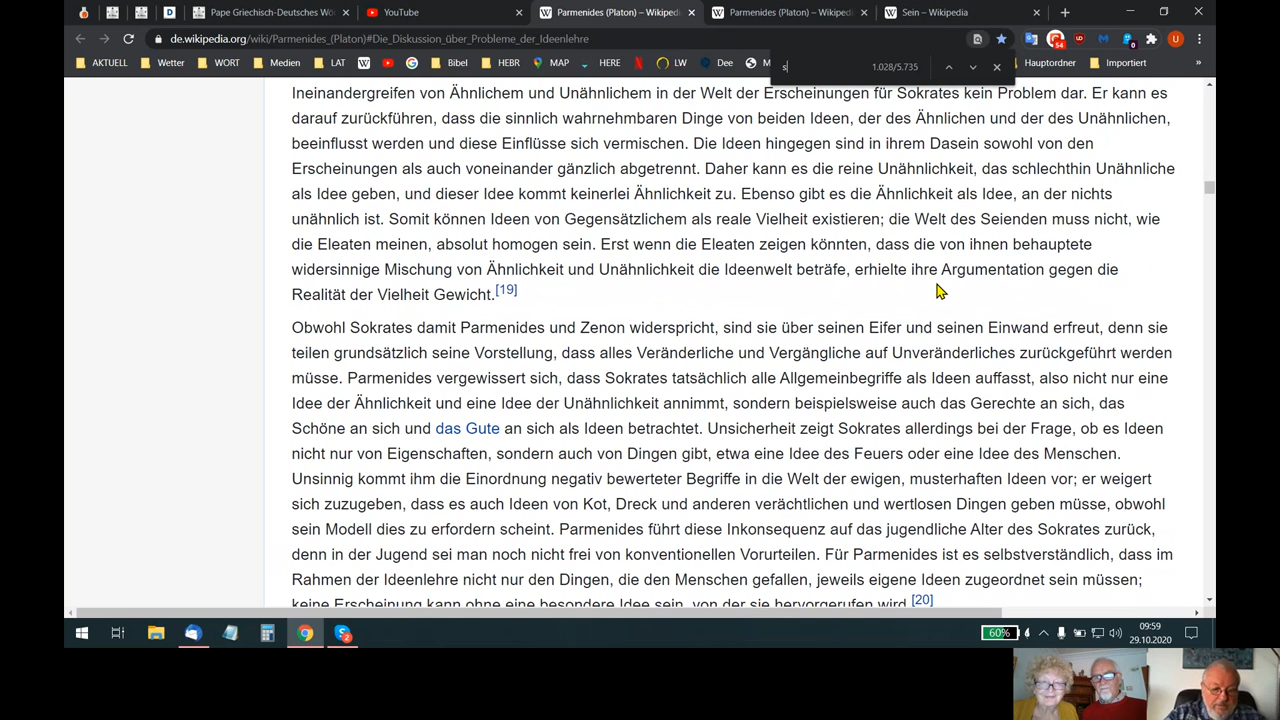 Pape Griechisch-Deutsches Wö
YouTube
Parmenides (Platon) – Wikipedi
Parmenides (Platon) – Wikipedi
Sein – Wikipedia
de.wikipedia.org/wiki/Parmenides_(Platon)#Die_Diskussion_über_Probleme_der_Ideenlehre
AKTUELL Wetter WORT Medien LAT Bibel HEBR MAP HERE LW Dee M Hauptordner Importiert
s 1.028/5.735
Ineinandergreifen von Ähnlichem und Unähnlichem in der Welt der Erscheinungen für Sokrates kein Problem dar. Er kann es
darauf zurückführen, dass die sinnlich wahrnehmbaren Dinge von beiden Ideen, der des Ähnlichen und der des Unähnlichen,
beeinflusst werden und diese Einflüsse sich vermischen. Die Ideen hingegen sind in ihrem Dasein sowohl von den
Erscheinungen als auch voneinander gänzlich abgetrennt. Daher kann es die reine Unähnlichkeit, das schlechthin Unähnliche
als Idee geben, und dieser Idee kommt keinerlei Ähnlichkeit zu. Ebenso gibt es die Ähnlichkeit als Idee, an der nichts
unähnlich ist. Somit können Ideen von Gegensätzlichem als reale Vielheit existieren; die Welt des Seienden muss nicht, wie
die Eleaten meinen, absolut homogen sein. Erst wenn die Eleaten zeigen könnten, dass die von ihnen behauptete
widersinnige Mischung von Ähnlichkeit und Unähnlichkeit die Ideenwelt beträfe, erhielte ihre Argumentation gegen die
Realität der Vielheit Gewicht.[19]
Obwohl Sokrates damit Parmenides und Zenon widerspricht, sind sie über seinen Eifer und seinen Einwand erfreut, denn sie
teilen grundsätzlich seine Vorstellung, dass alles Veränderliche und Vergängliche auf Unveränderliches zurückgeführt werden
müsse. Parmenides vergewissert sich, dass Sokrates tatsächlich alle Allgemeinbegriffe als Ideen auffasst, also nicht nur eine
Idee der Ähnlichkeit und eine Idee der Unähnlichkeit annimmt, sondern beispielsweise auch das Gerechte an sich, das
Schöne an sich und das Gute an sich als Ideen betrachtet. Unsicherheit zeigt Sokrates allerdings bei der Frage, ob es Ideen
nicht nur von Eigenschaften, sondern auch von Dingen gibt, etwa eine Idee des Feuers oder eine Idee des Menschen.
Unsinnig kommt ihm die Einordnung negativ bewerteter Begriffe in die Welt der ewigen, musterhaften Ideen vor; er weigert
sich zuzugeben, dass es auch Ideen von Kot, Dreck und anderen verächtlichen und wertlosen Dingen geben müsse, obwohl
sein Modell dies zu erfordern scheint. Parmenides führt diese Inkonsequenz auf das jugendliche Alter des Sokrates zurück,
denn in der Jugend sei man noch nicht frei von konventionellen Vorurteilen. Für Parmenides ist es selbstverständlich, dass im
Rahmen der Ideenlehre nicht nur den Dingen, die den Menschen gefallen, jeweils eigene Ideen zugeordnet sein müssen;
keine Erscheinung kann ohne eine besondere Idee sein, von der sie hervorgerufen wird.[20]
60%
09:59
29.10.2020